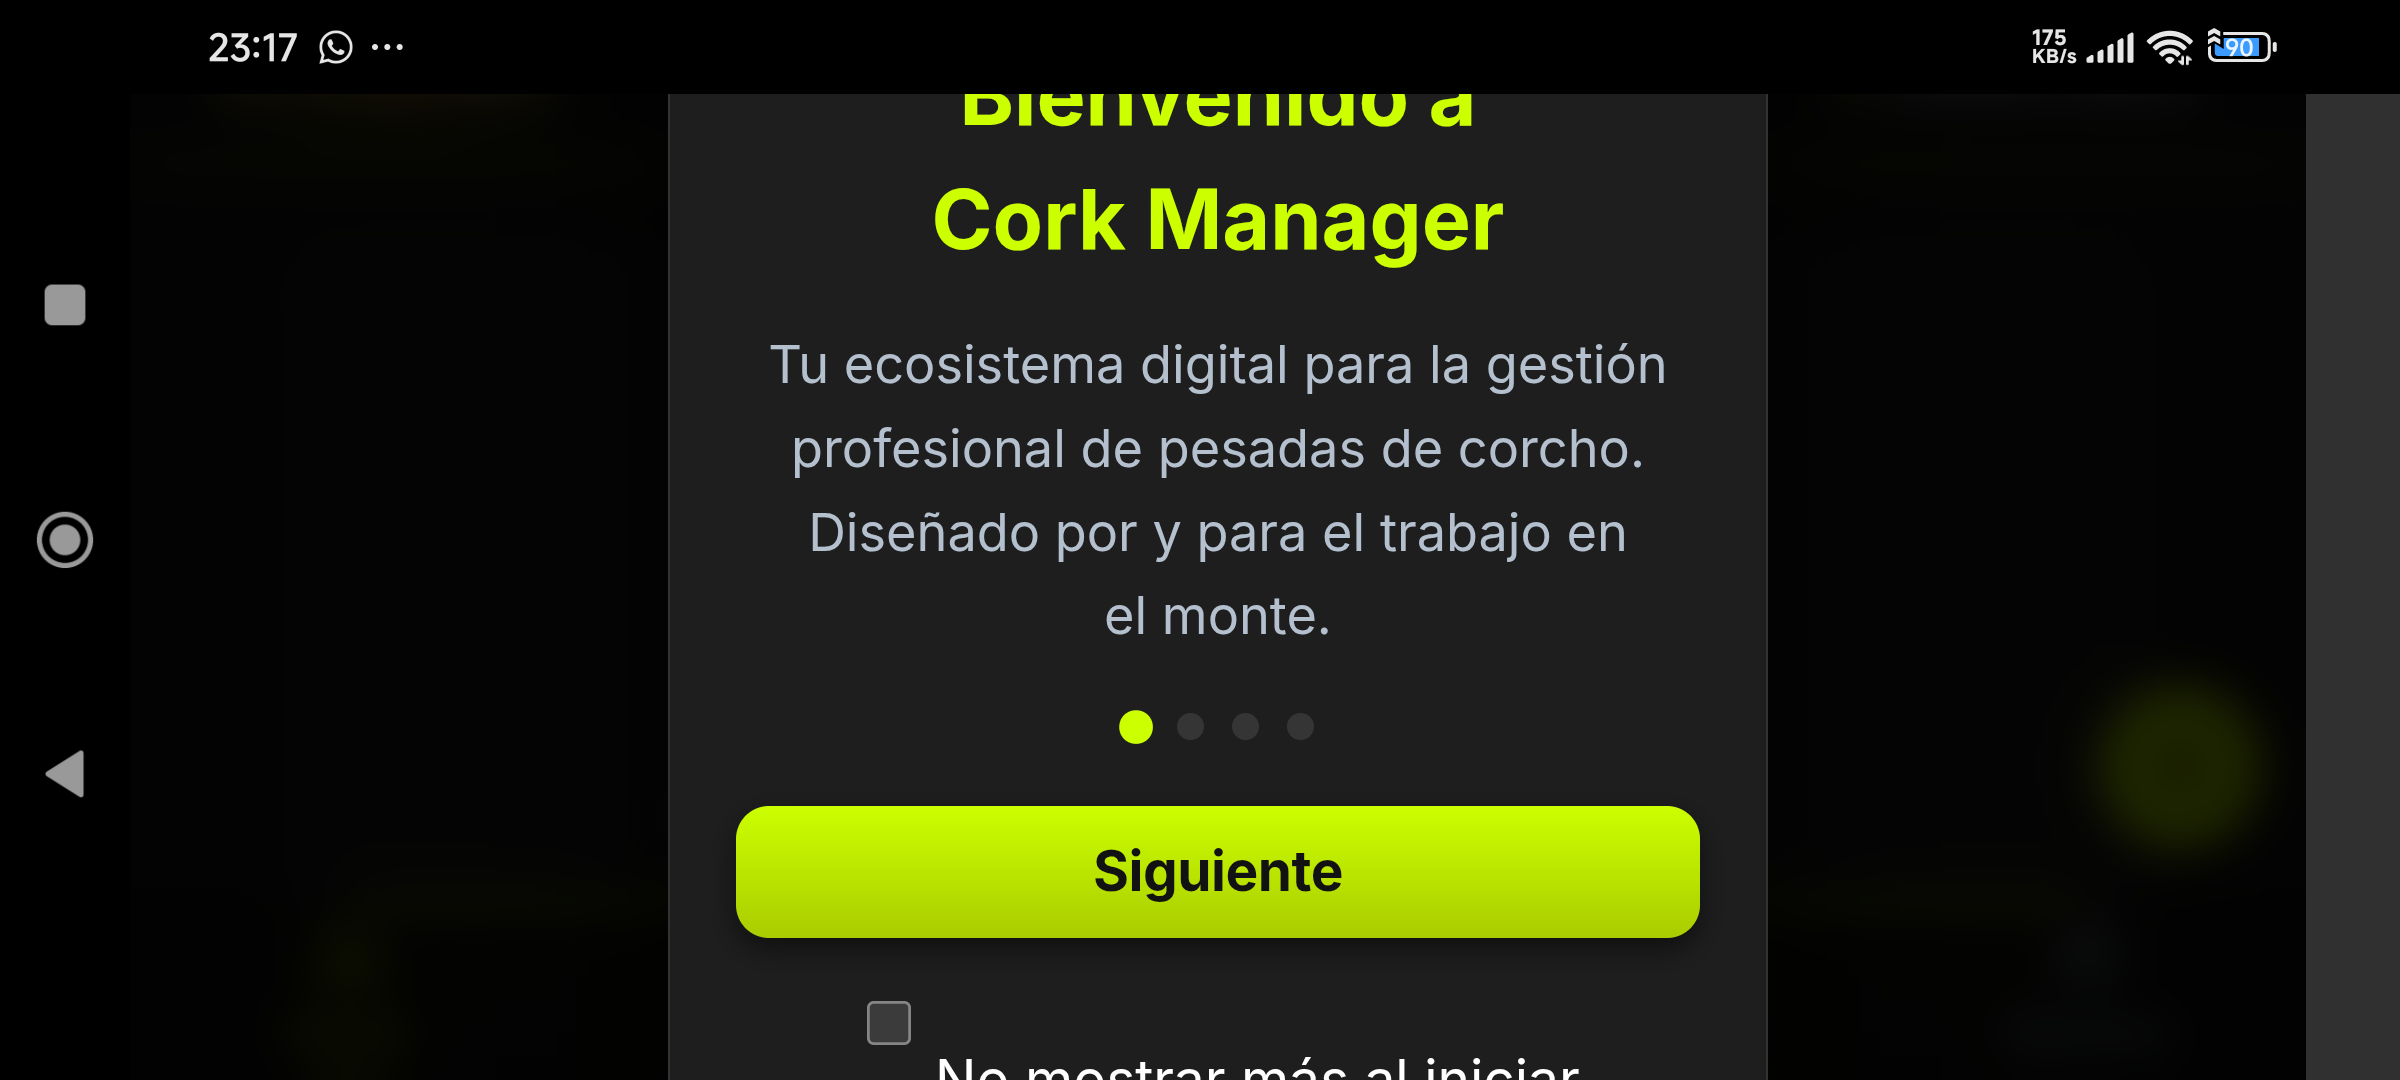 23:17
175
KB/s
90
Bienvenido a
Cork Manager
Tu ecosistema digital para la gestión
profesional de pesadas de corcho.
Diseñado por y para el trabajo en
el monte.
Siguiente
No mostrar más al iniciar